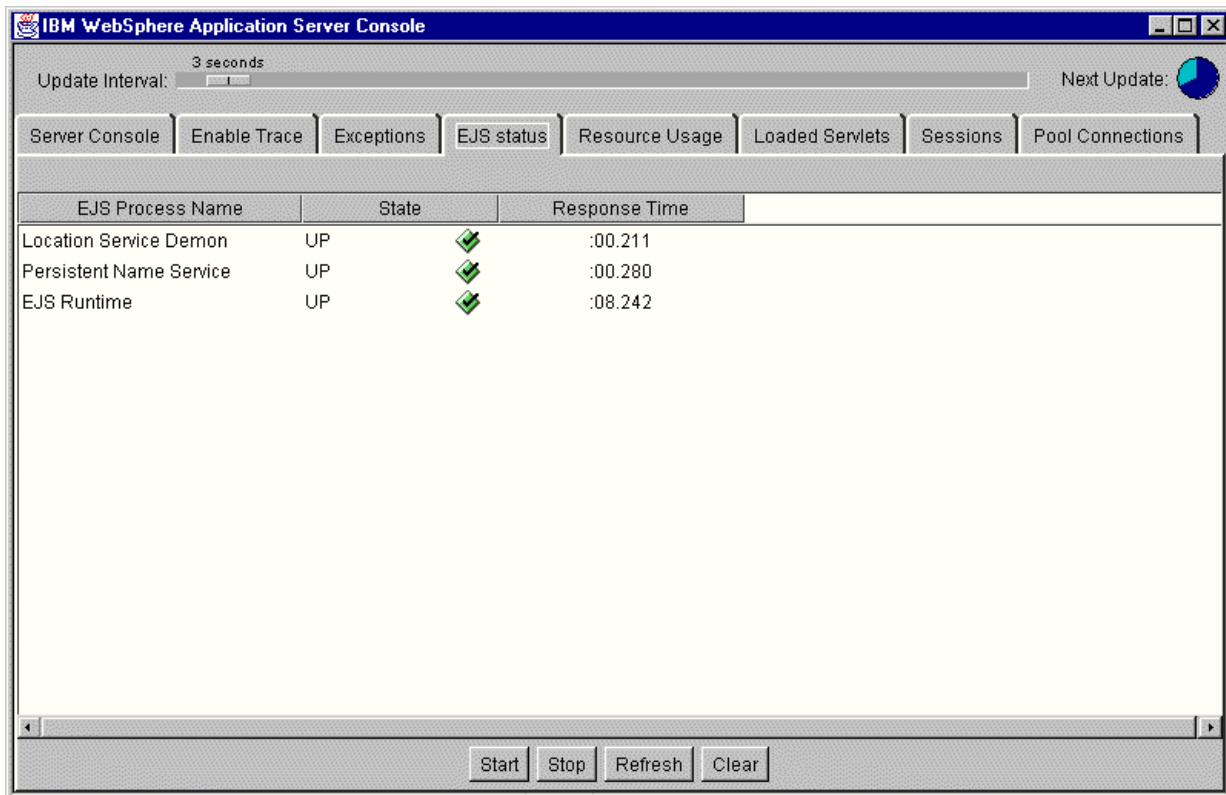 IBM WebSphere Application Server Console
3 seconds
Update Interval:
Next Update:
Server Console Enable Trace Exceptions EJS status Resource Usage Loaded Servlets Sessions Pool Connections
EJS Process Name State Response Time
Location Service Demon UP :00.211
Persistent Name Service UP :00.280
EJS Runtime UP :08.242
Start Stop Refresh Clear